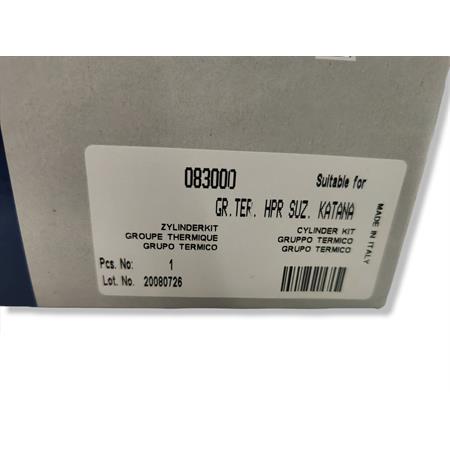 083000 Suitable for
GR.TER. HPR SUZ. KATANA
ZYLINDERKIT CYLINDER KIT
GROUPE THERMIQUE GRUPPO TERMICO
GRUPO TERMICO GRUPO TERMICO
Pcs. No: 1
Lot. No. 20080726
MADE IN ITALY